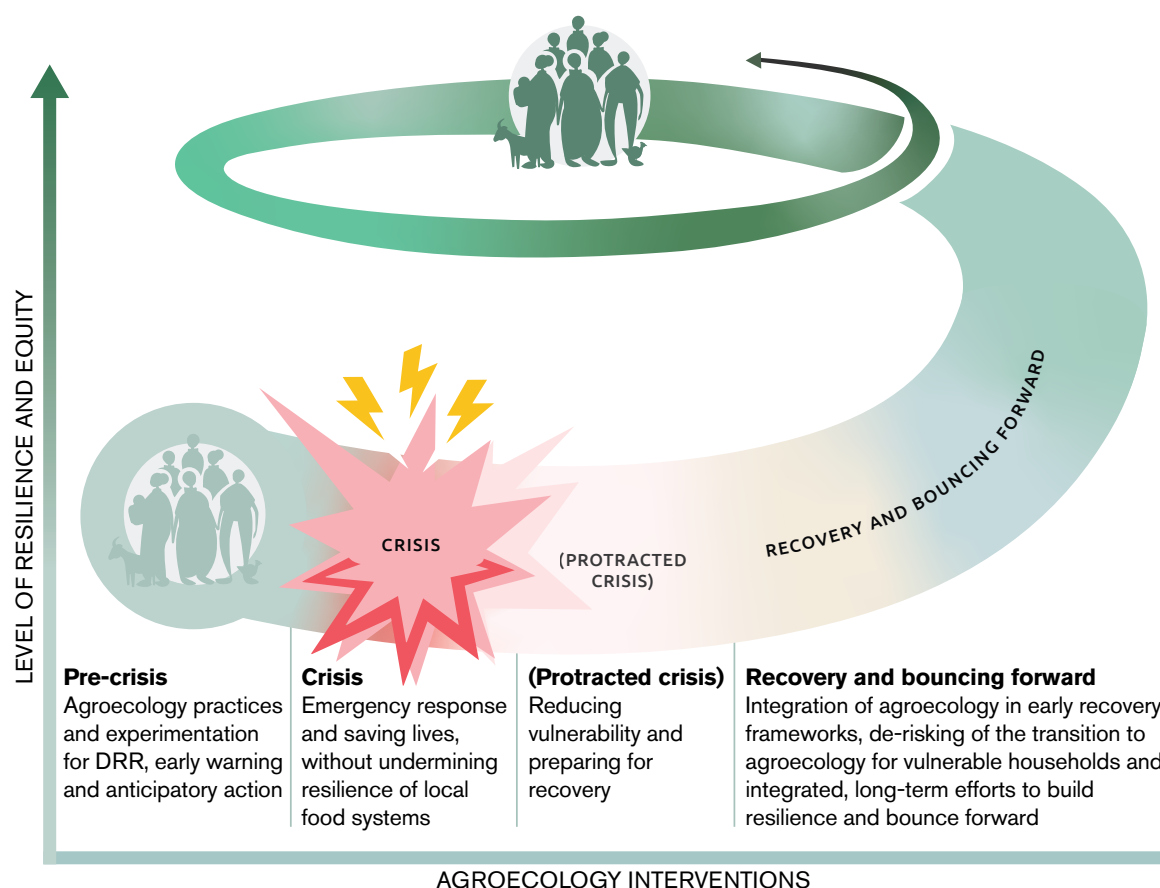 LEVEL OF RESILIENCE AND EQUITY
CRISIS
(PROTRACTED
CRISIS)
RECOVERY AND BOUNCING FORWARD
Pre-crisis
Agroecology practices
and experimentation
for DRR, early warning
and anticipatory action
Crisis
Emergency response
and saving lives,
without undermining
resilience of local
food systems
(Protracted crisis)
Reducing
vulnerability and
preparing for
recovery
Recovery and bouncing forward
Integration of agroecology in early recovery
frameworks, de-risking of the transition to
agroecology for vulnerable households and
integrated, long-term efforts to build
resilience and bounce forward
AGROECOLOGY INTERVENTIONS